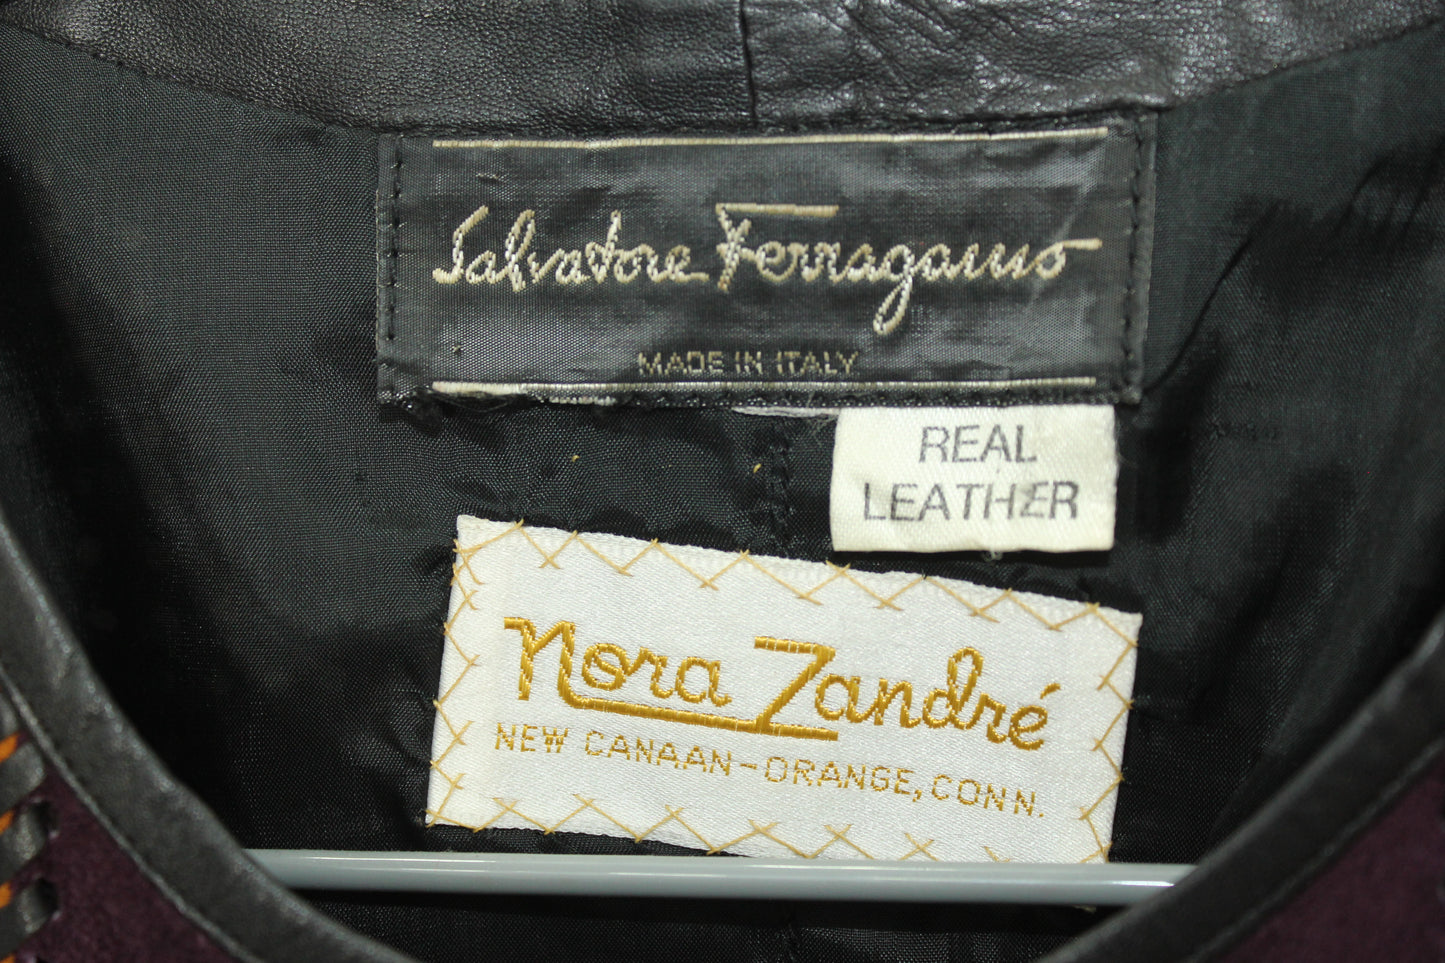 Salvatore Ferragamo
MADE IN ITALY
REAL
LEATHER
Nora Zandré
NEW CANAAN-ORANGE, CONN.